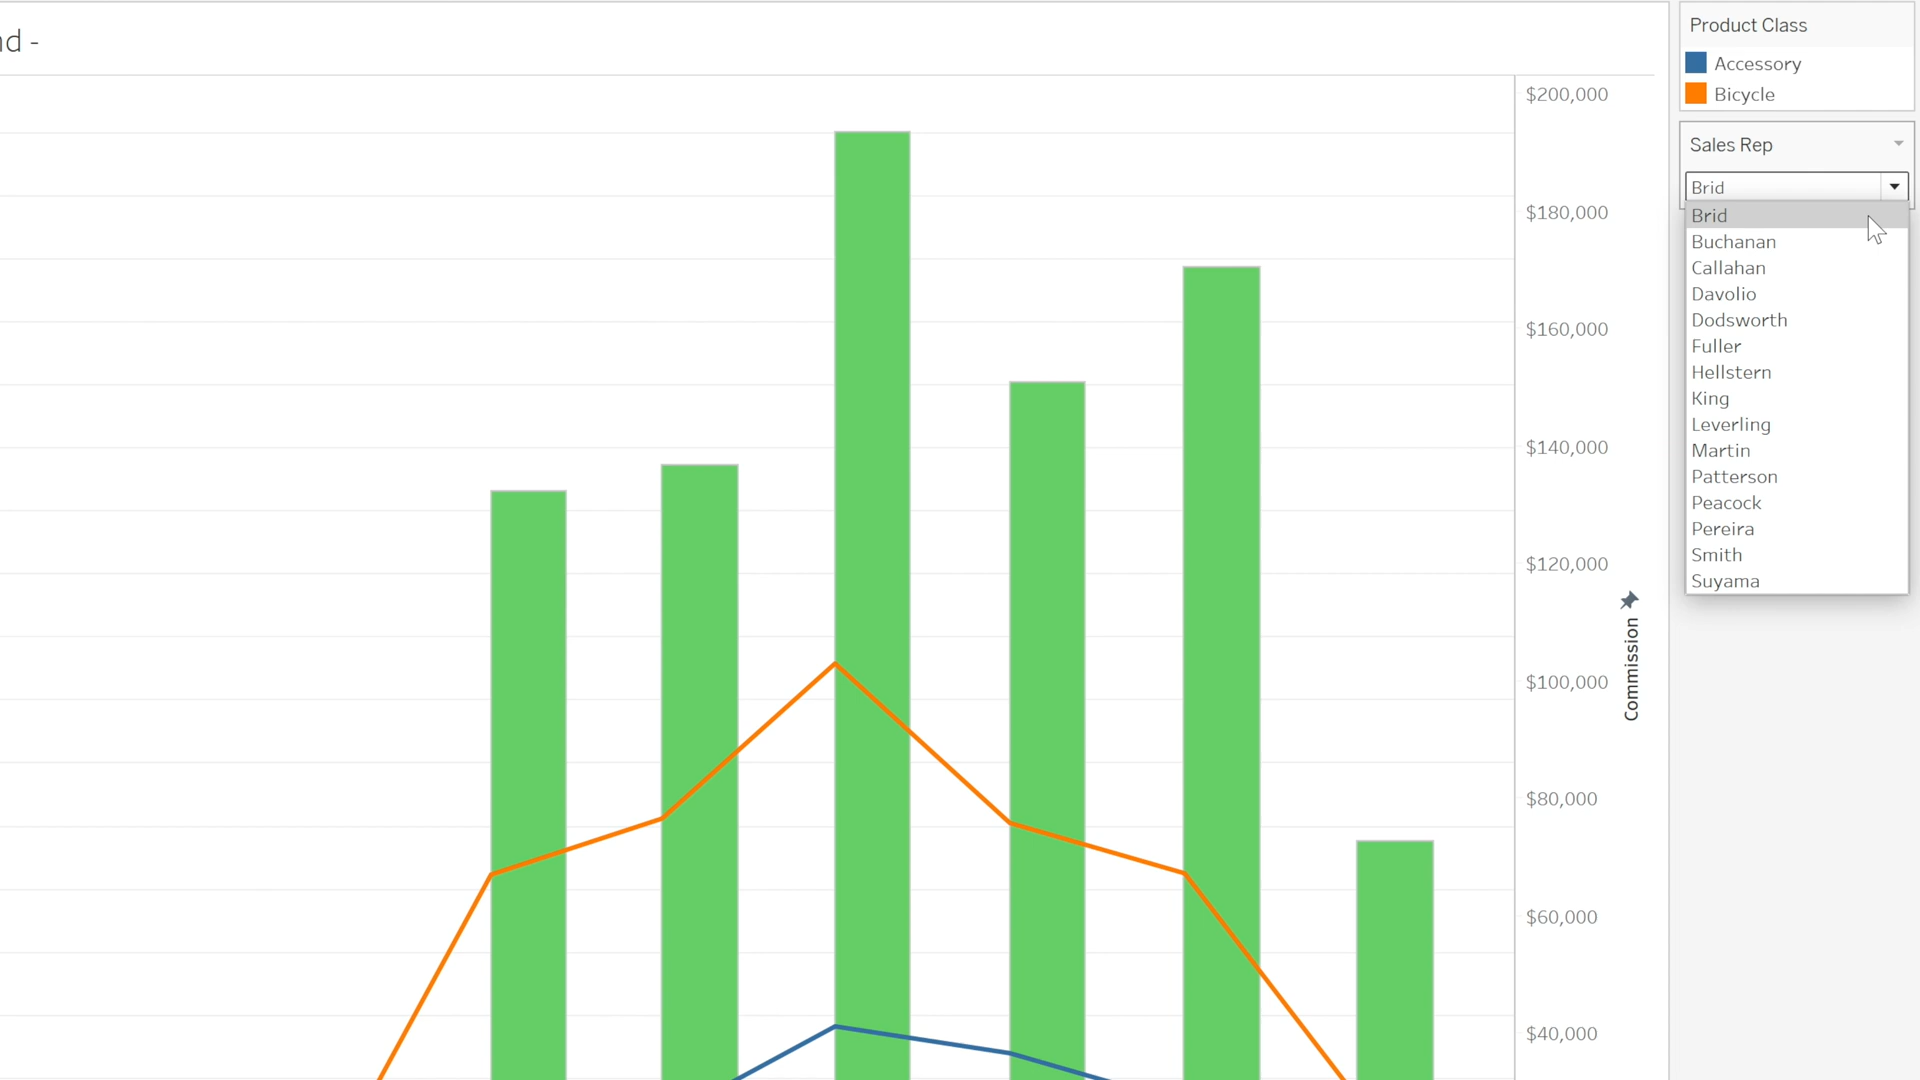 nd -
Product Class
Accessory
Bicycle
Sales Rep
Brid
Brid
Buchanan
Callahan
Davolio
Dodsworth
Fuller
Hellstern
King
Leverling
Martin
Patterson
Peacock
Pereira
Smith
Suyama
$200,000
$180,000
$160,000
$140,000
$120,000
$100,000
$80,000
$60,000
$40,000
Commission